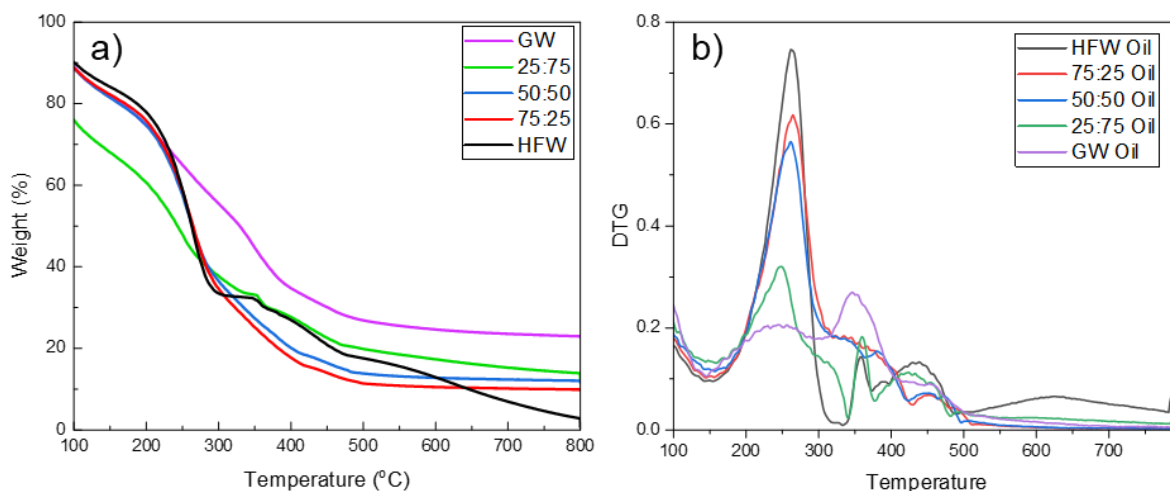 a)
GW
25:75
50:50
75:25
HFW
100
80
60
40
20
0
Weight (%)
100 200 300 400 500 600 700 800
Temperature (°C)
b)
HFW Oil
75:25 Oil
50:50 Oil
25:75 Oil
GW Oil
0.8
0.6
0.4
0.2
0.0
DTG
100 200 300 400 500 600 700
Temperature